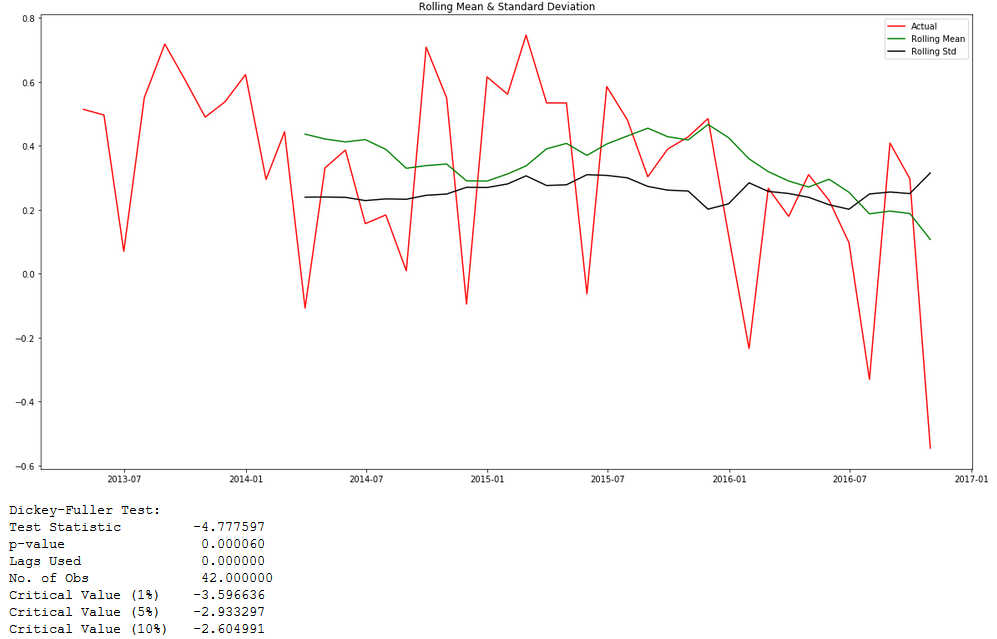 Rolling Mean & Standard Deviation
Actual
Rolling Mean
Rolling Std
0.8
0.6
0.4
0.2
0.0
−0.2
−0.4
−0.6
2013-07 2014-01 2014-07 2015-01 2015-07 2016-01 2016-07 2017-01
Dickey-Fuller Test:
Test Statistic -4.777597
p-value 0.000060
Lags Used 0.000000
No. of Obs 42.000000
Critical Value (1%) -3.596636
Critical Value (5%) -2.933297
Critical Value (10%) -2.604991